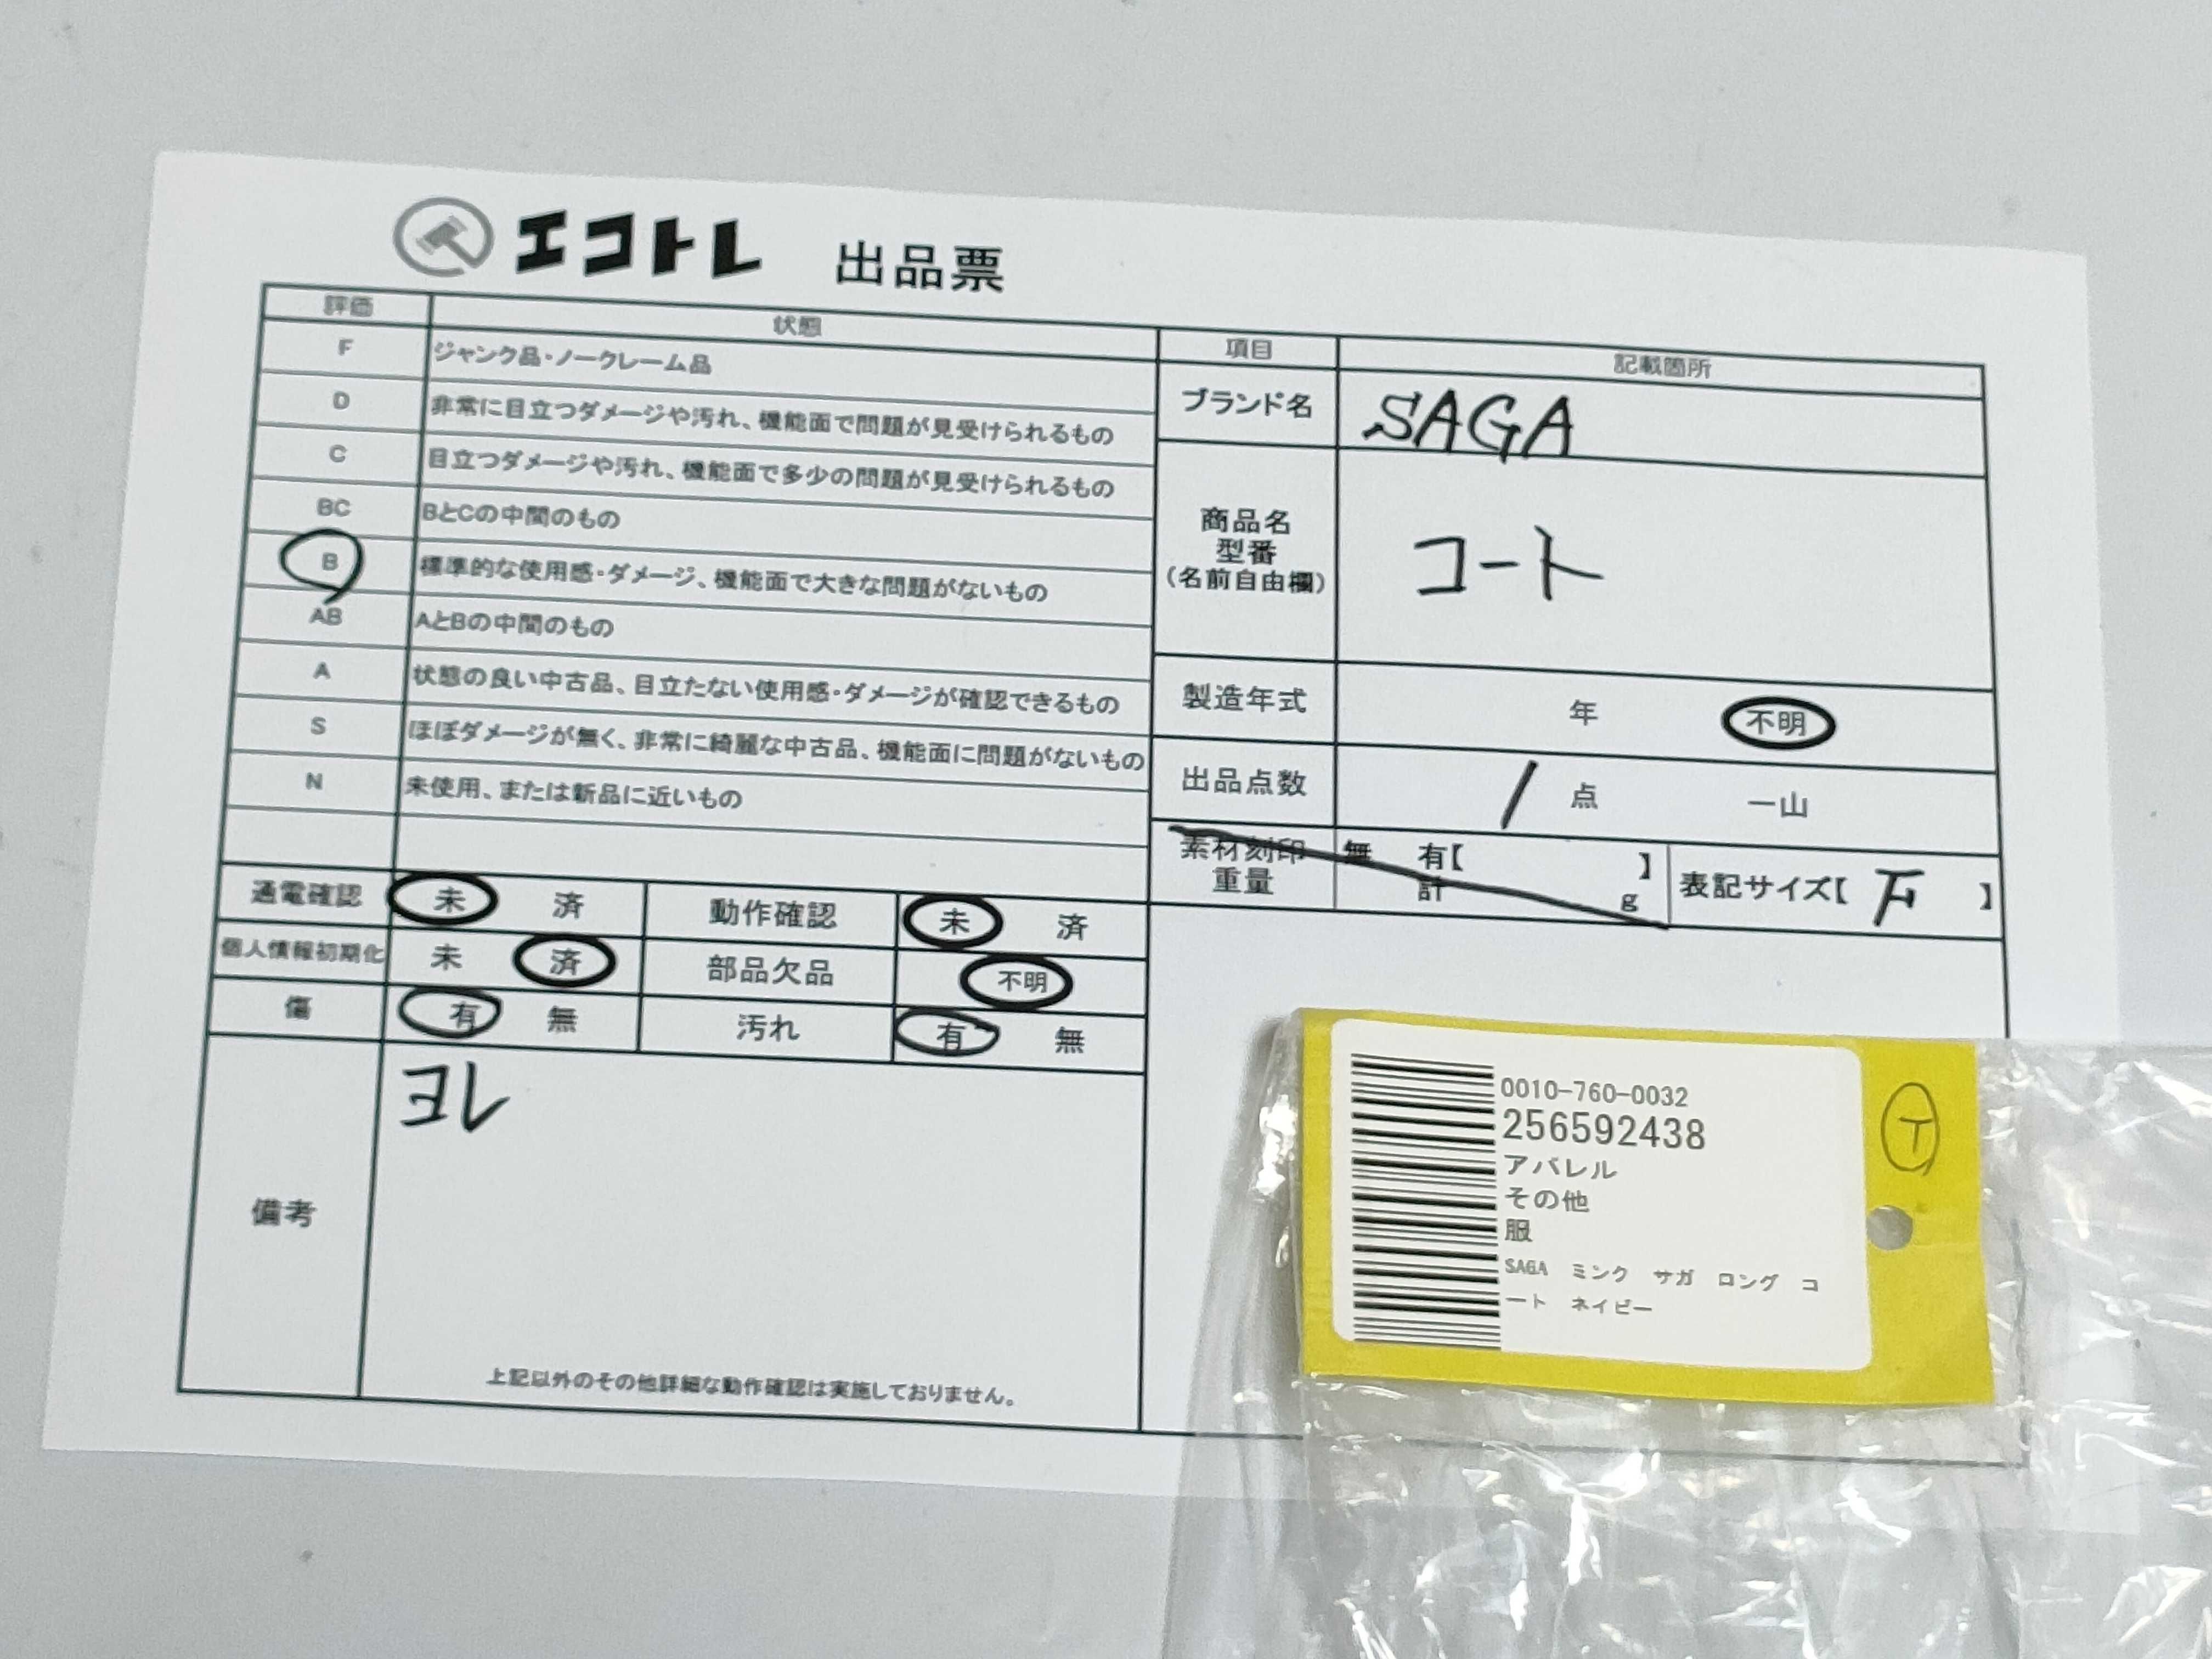 エコトレ 出品票
評価 状態
F ジャンク品・ノークレーム品
D 非常に目立つダメージや汚れ、機能面で問題が見受けられるもの
C 目立つダメージや汚れ、機能面で多少の問題が見受けられるもの
BC BとCの中間のもの
B 標準的な使用感・ダメージ、機能面で大きな問題がないもの
AB AとBの中間のもの
A 状態の良い中古品、目立たない使用感・ダメージが確認できるもの
S ほぼダメージが無く、非常に綺麗な中古品、機能面に問題がないもの
N 未使用、または新品に近いもの
通電確認 未 済 動作確認 未 済
個人情報初期化 未 済 部品欠品 不明
傷 有 無 汚れ 有 無
備考
上記以外のその他詳細な動作確認は実施しておりません。
項目 記載箇所
ブランド名 SAGA
商品名
型番
(名前自由欄)
コート
製造年式 年 不明
出品点数 1 点 一山
素材刻印 無 有【 】
重量 計 g
表記サイズ【 F 】
0010-760-0032
256592438
アパレル
その他
服
SAGA ミンク サガ ロング コ
ート ネイビー
T